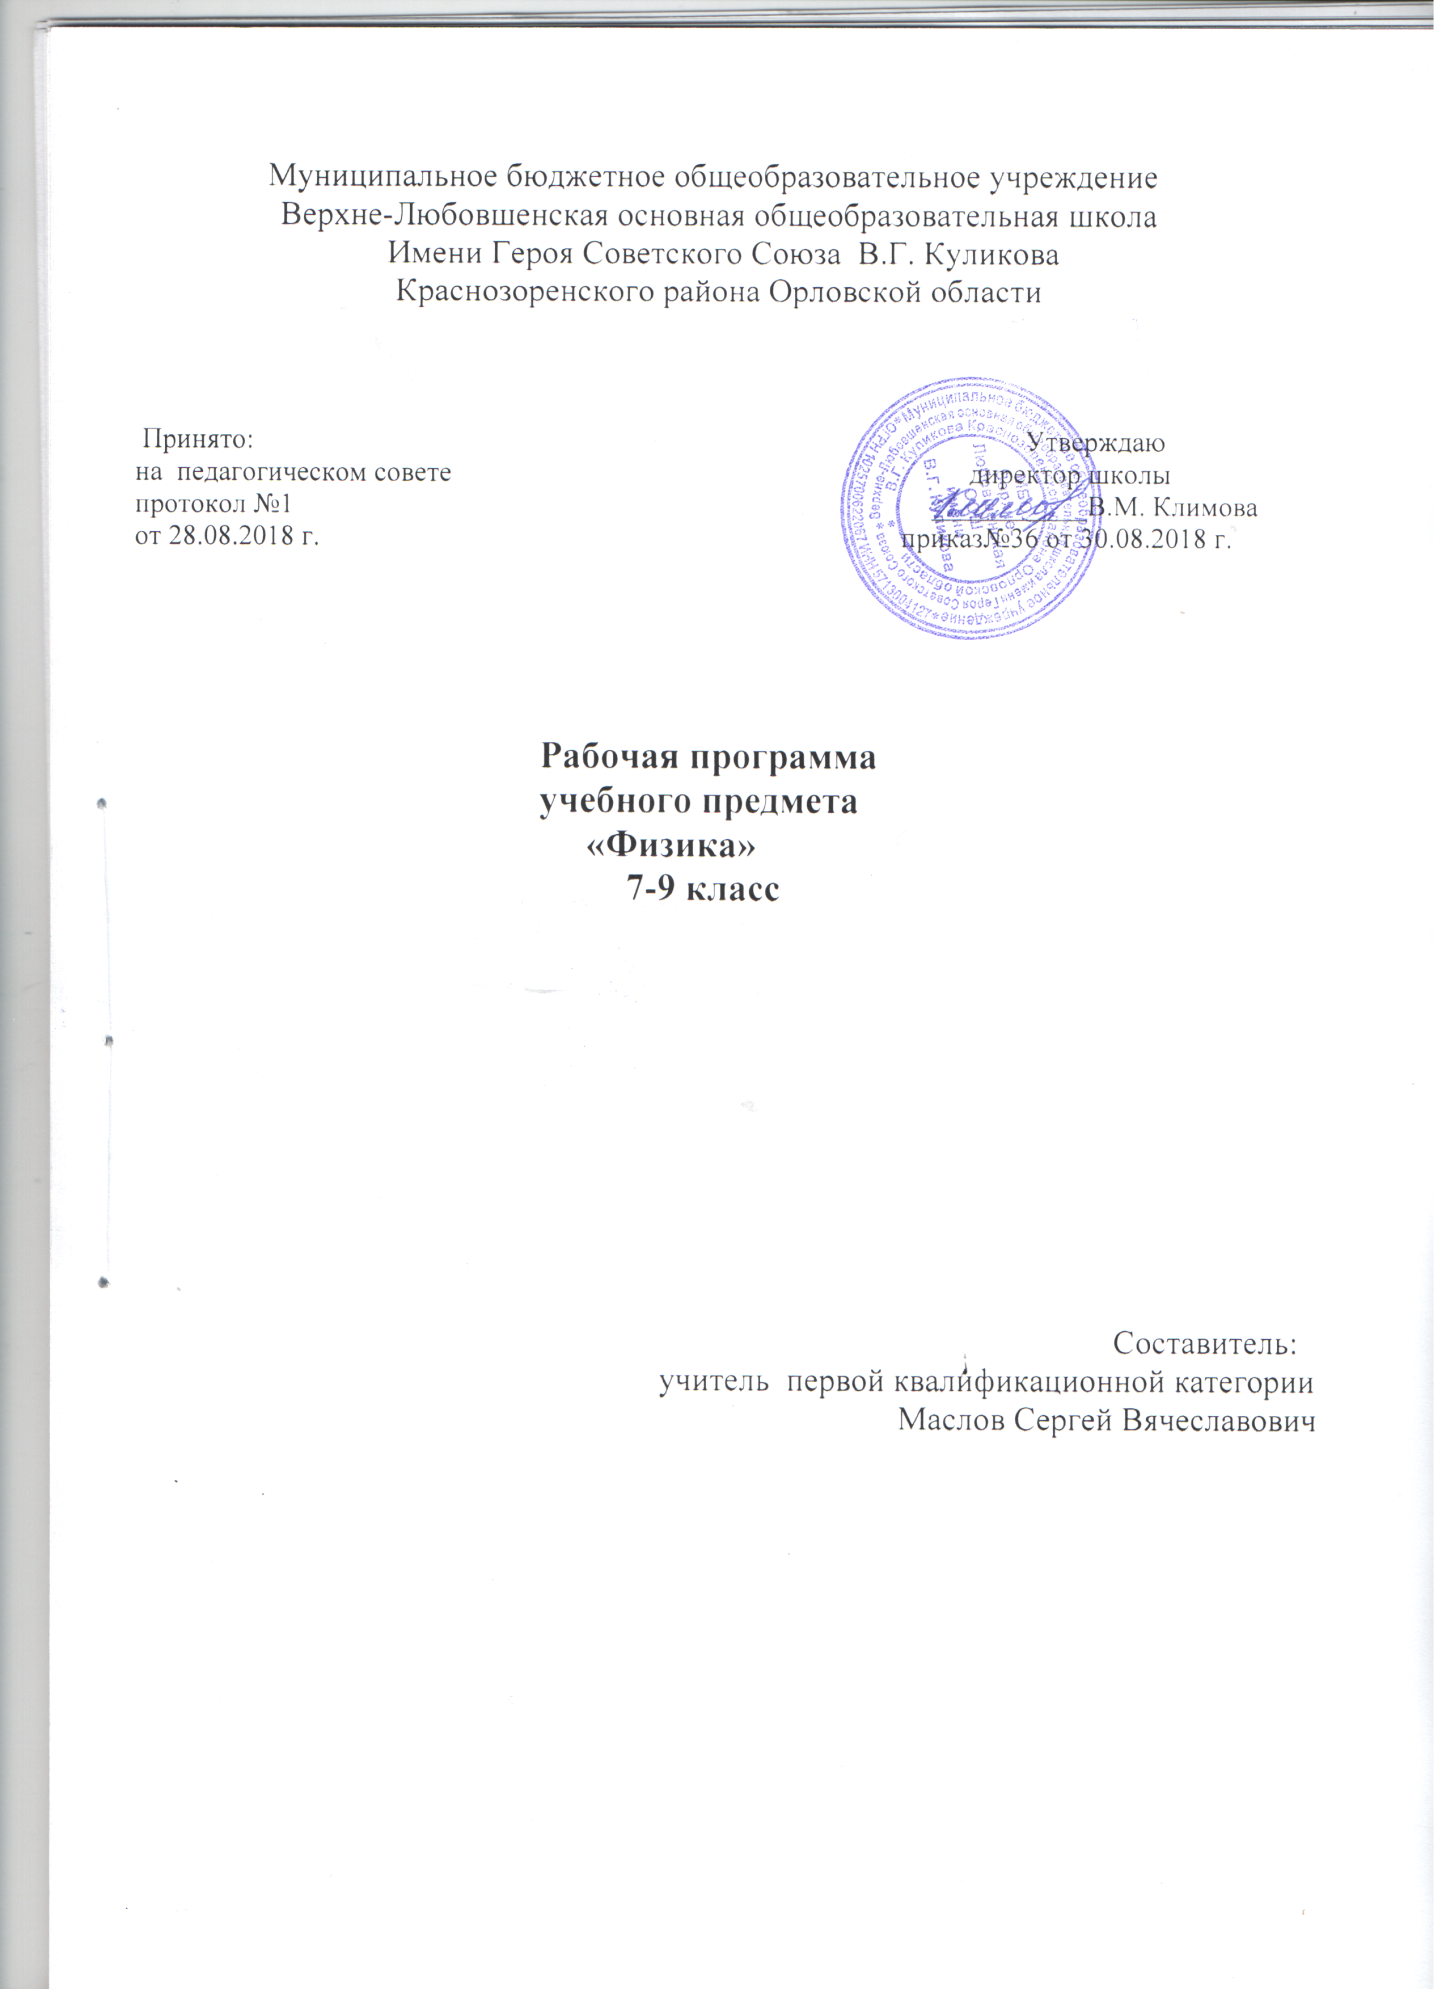 Муниципальное бюджетное общеобразовательное учреждение
Верхне-Любовшенская основная общеобразовательная школа
Имени Героя Советского Союза  В.Г. Куликова
Краснозоренского района Орловской области
Принято:
на  педагогическом совете
протокол №1
от 28.08.2018 г.
Утверждаю
директор школы
В.М. Климова
приказ№36 от 30.08.2018 г.
Рабочая программа
учебного предмета
«Физика»
7-9 класс
Составитель:
учитель  первой квалификационной категории
Маслов Сергей Вячеславович